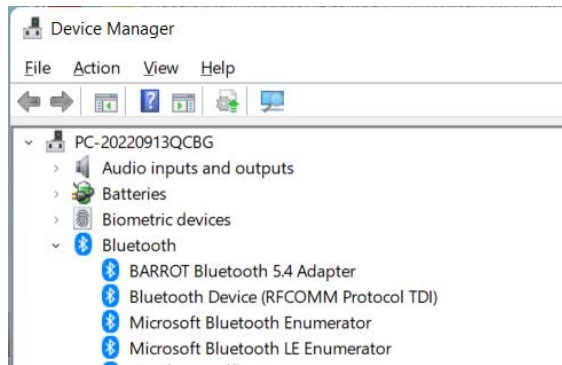 Device Manager
File Action View Help
PC-20220913QCBG
Audio inputs and outputs
Batteries
Biometric devices
Bluetooth
BARROT Bluetooth 5.4 Adapter
Bluetooth Device (RFCOMM Protocol TDI)
Microsoft Bluetooth Enumerator
Microsoft Bluetooth LE Enumerator